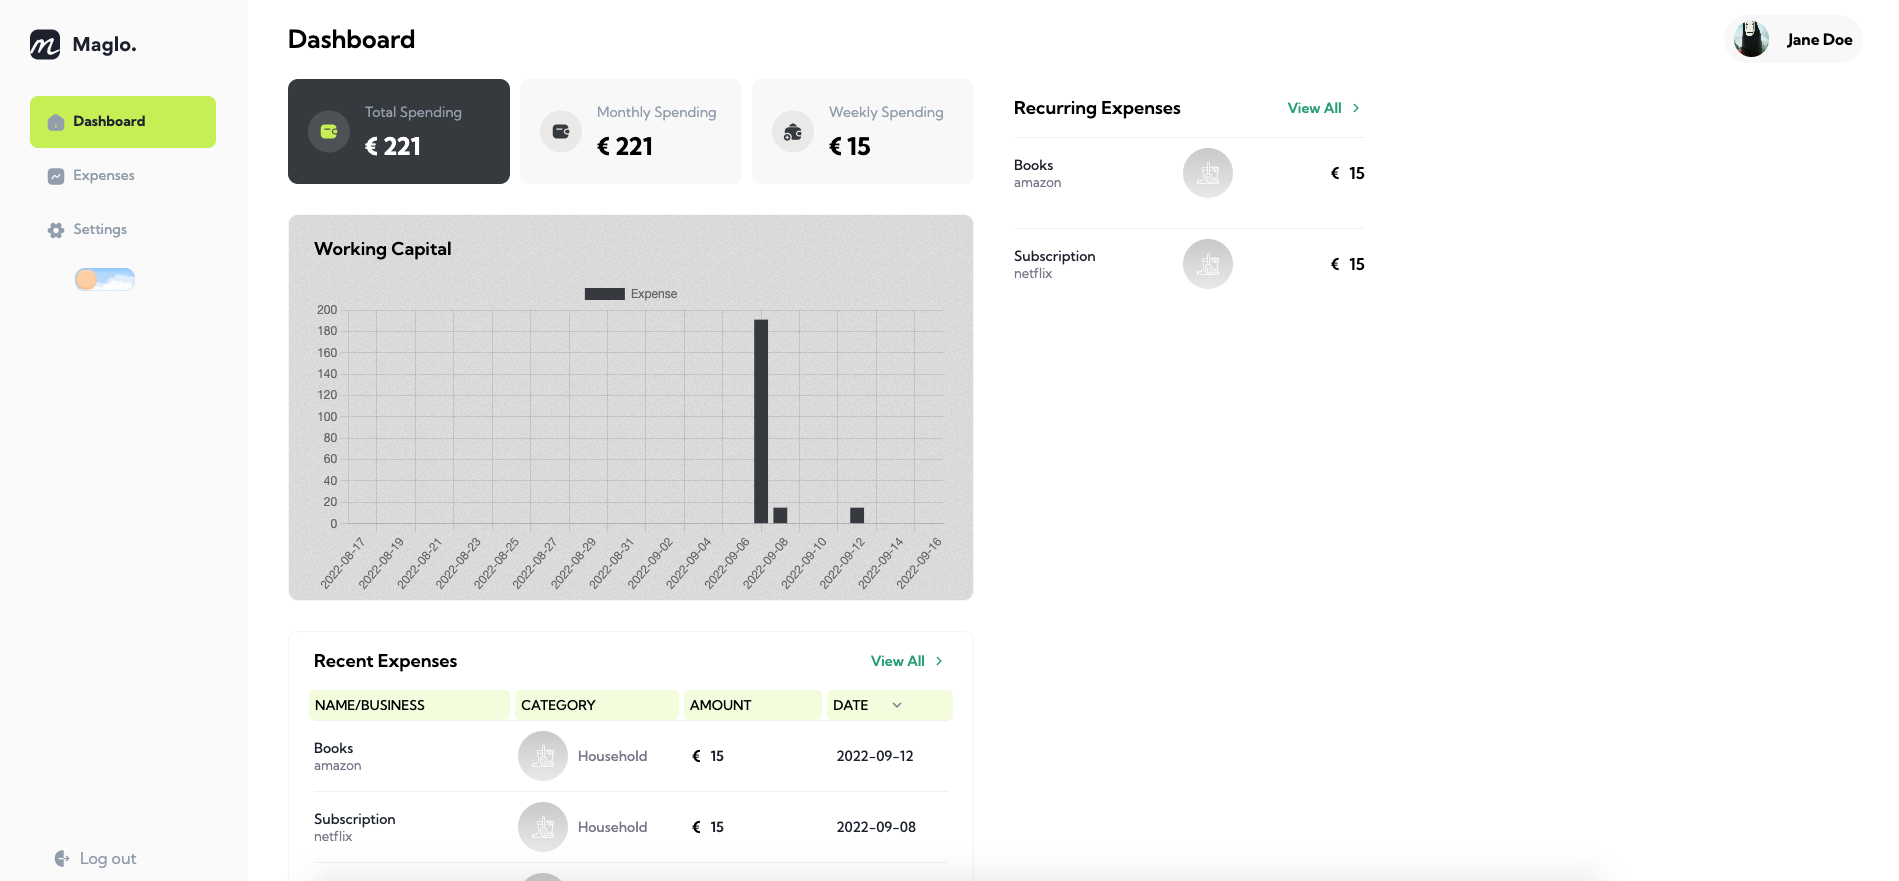 Maglo.
Dashboard
Expenses
Settings
Log out
Dashboard
Jane Doe
Total Spending
€ 221
Monthly Spending
€ 221
Weekly Spending
€ 15
Working Capital
Expense
200
180
160
140
120
100
80
60
40
20
0
2022-08-17
2022-08-19
2022-08-21
2022-08-23
2022-08-25
2022-08-27
2022-08-29
2022-08-31
2022-09-02
2022-09-04
2022-09-06
2022-09-08
2022-09-10
2022-09-12
2022-09-14
2022-09-16
Recent Expenses
View All
NAME/BUSINESS CATEGORY AMOUNT DATE
Books
amazon
Household € 15 2022-09-12
Subscription
netflix
Household € 15 2022-09-08
Recurring Expenses
View All
Books
amazon
€ 15
Subscription
netflix
€ 15